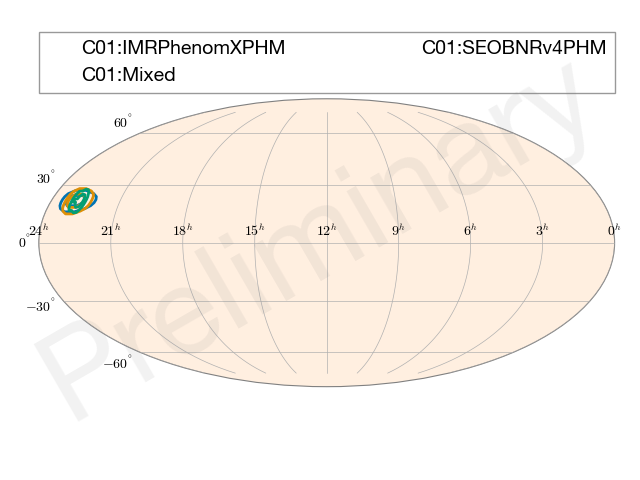 C01:IMRPhenomXPHM C01:SEOBNRv4PHM
C01:Mixed
60°
30°
24h 21h 18h 15h 12h 9h 6h 3h 0h
0°
−30°
−60°
Preliminary